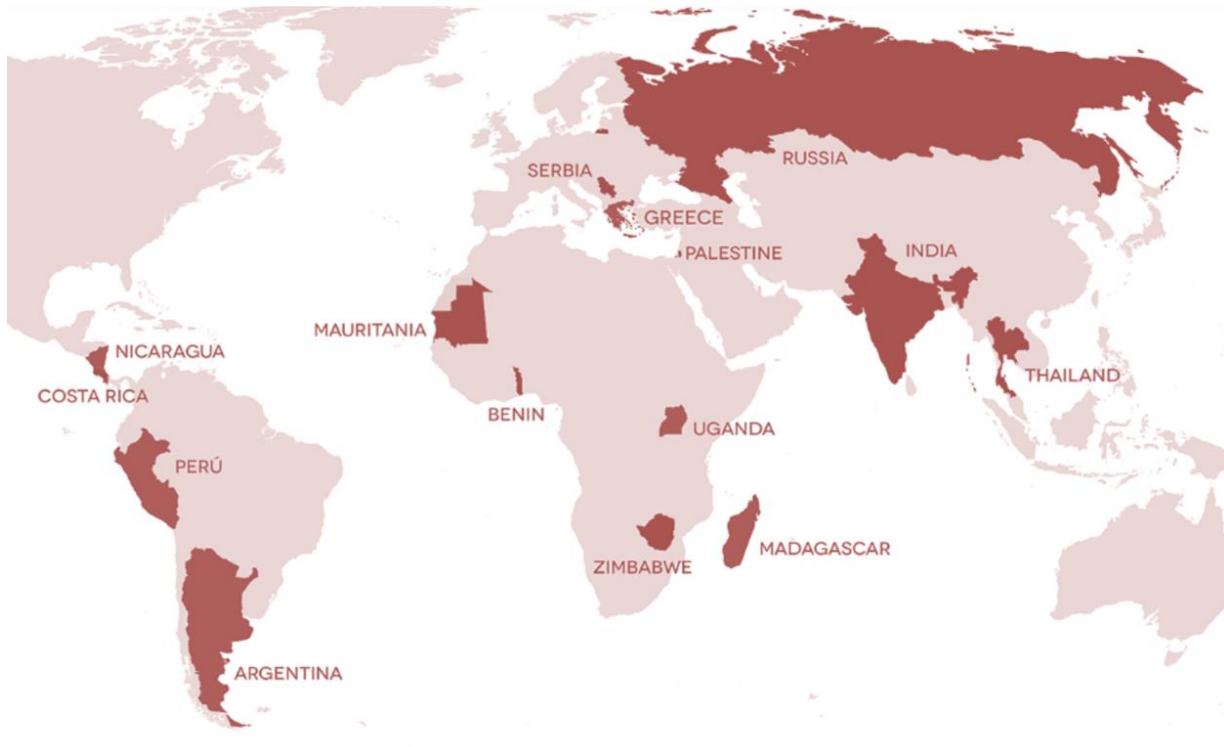 RUSSIA
SERBIA
GREECE
PALESTINE
INDIA
MAURITANIA
NICARAGUA
THAILAND
COSTA RICA
BENIN
UGANDA
PERÚ
MADAGASCAR
ZIMBABWE
ARGENTINA